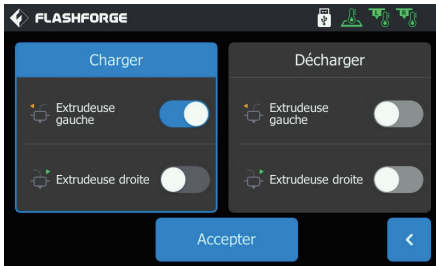 FLASHFORGE
L
R
Charger
Décharger
Extrudeuse
gauche
Extrudeuse
gauche
Extrudeuse droite
Extrudeuse droite
Accepter